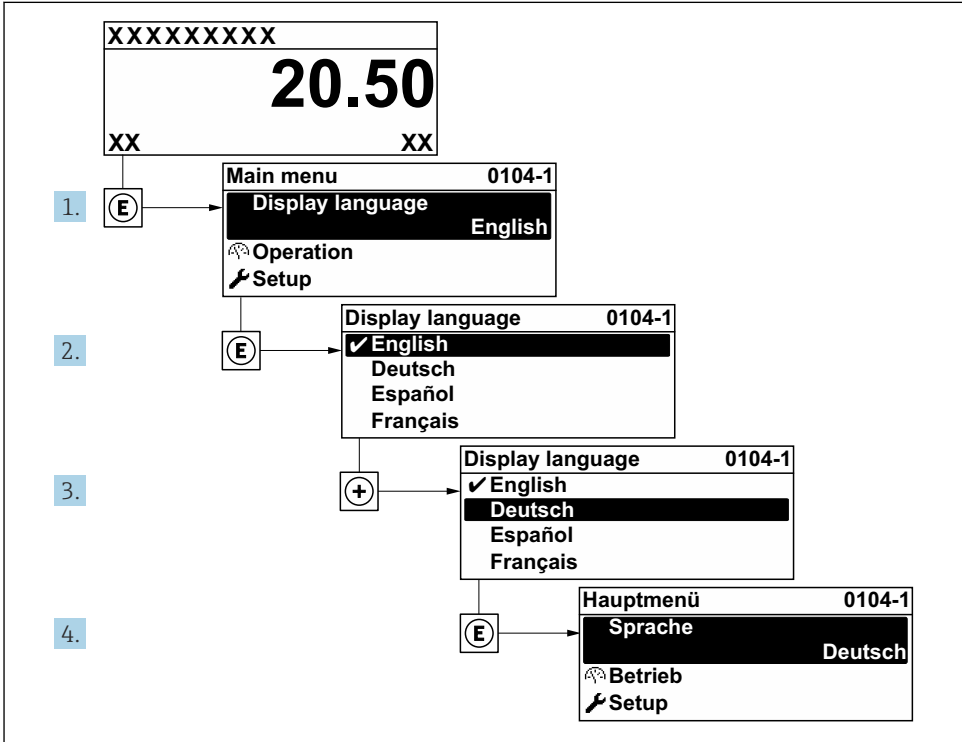 XXXXXXXXX
20.50
XX XX
1. E
Main menu 0104-1
Display language
English
Operation
Setup
2. E
Display language 0104-1
✔ English
Deutsch
Español
Français
3. +
Display language 0104-1
✔ English
Deutsch
Español
Français
4. E
Hauptmenü 0104-1
Sprache
Deutsch
Betrieb
Setup